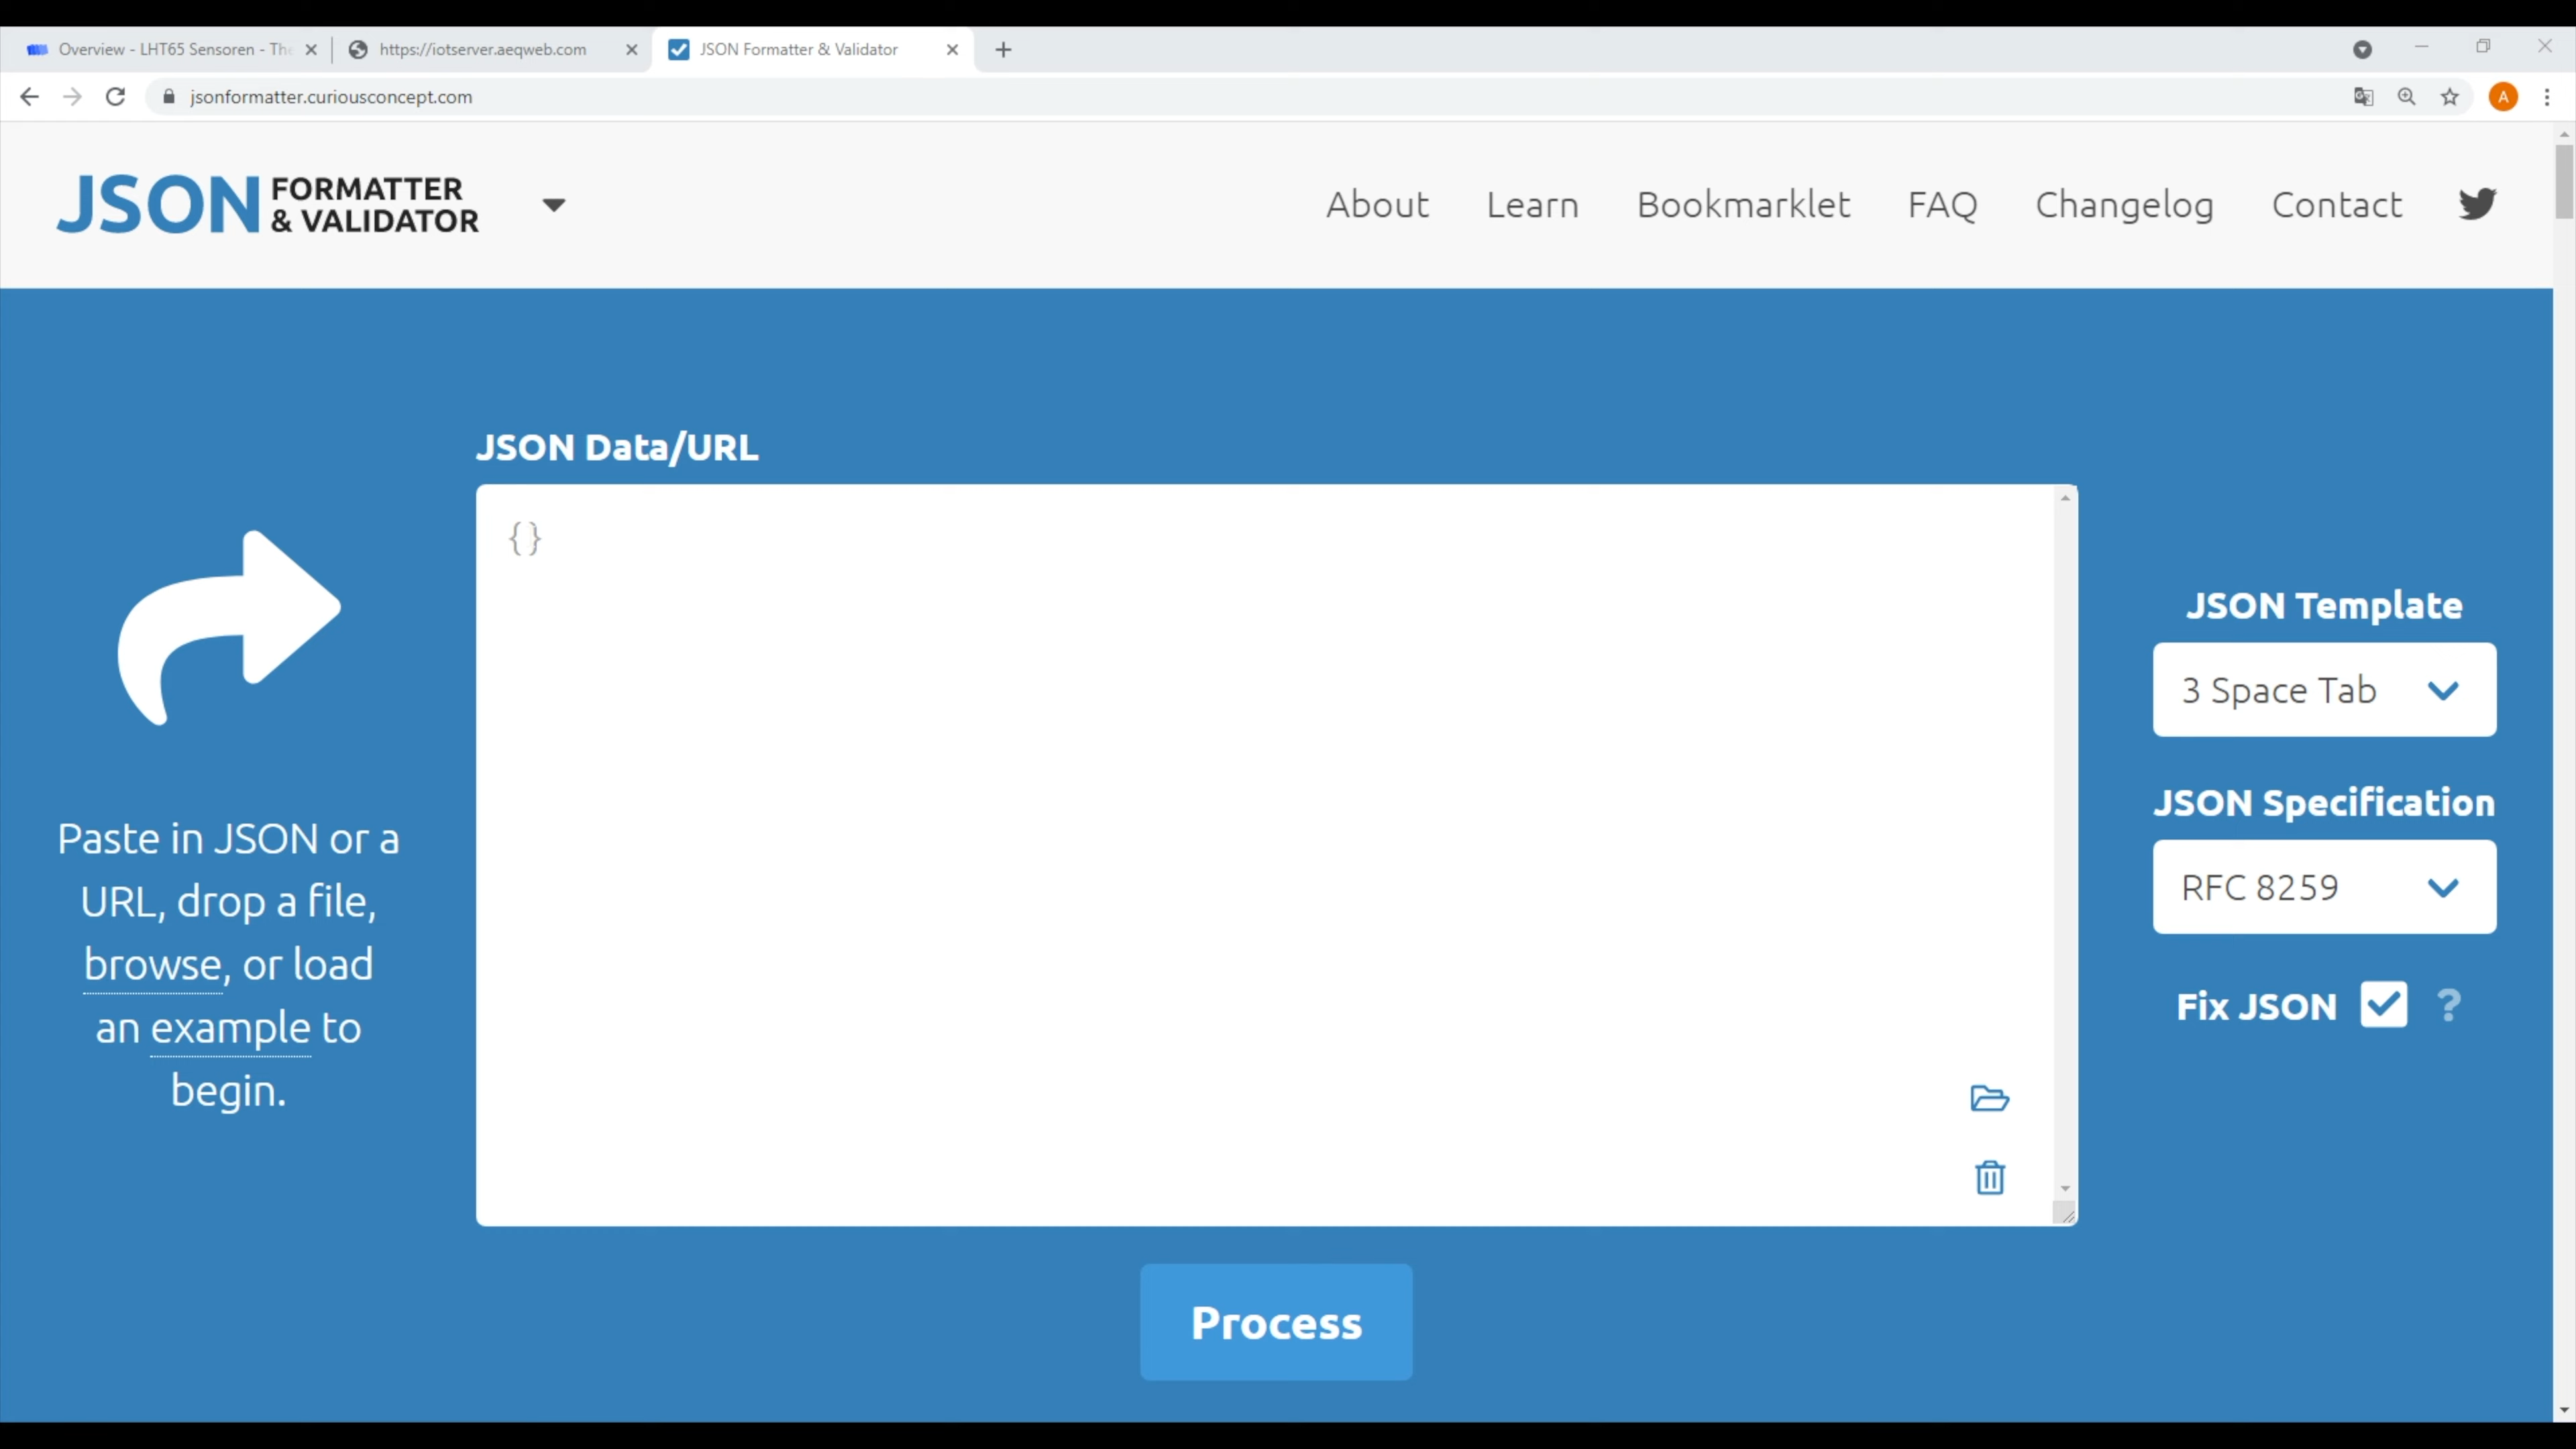 Overview - LHT65 Sensoren - The
https://iotserver.aeqweb.com
JSON Formatter & Validator
jsonformatter.curiousconcept.com
A
JSON FORMATTER
& VALIDATOR
About
Learn
Bookmarklet
FAQ
Changelog
Contact
JSON Data/URL
{}
Paste in JSON or a
URL, drop a file,
browse, or load
an example to
begin.
JSON Template
3 Space Tab
JSON Specification
RFC 8259
Fix JSON
?
Process